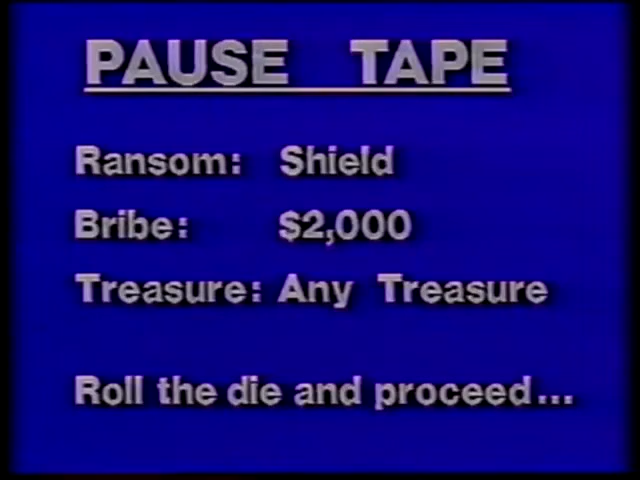 PAUSE TAPE
Ransom: Shield
Bribe: $2,000
Treasure: Any Treasure
Roll the die and proceed...